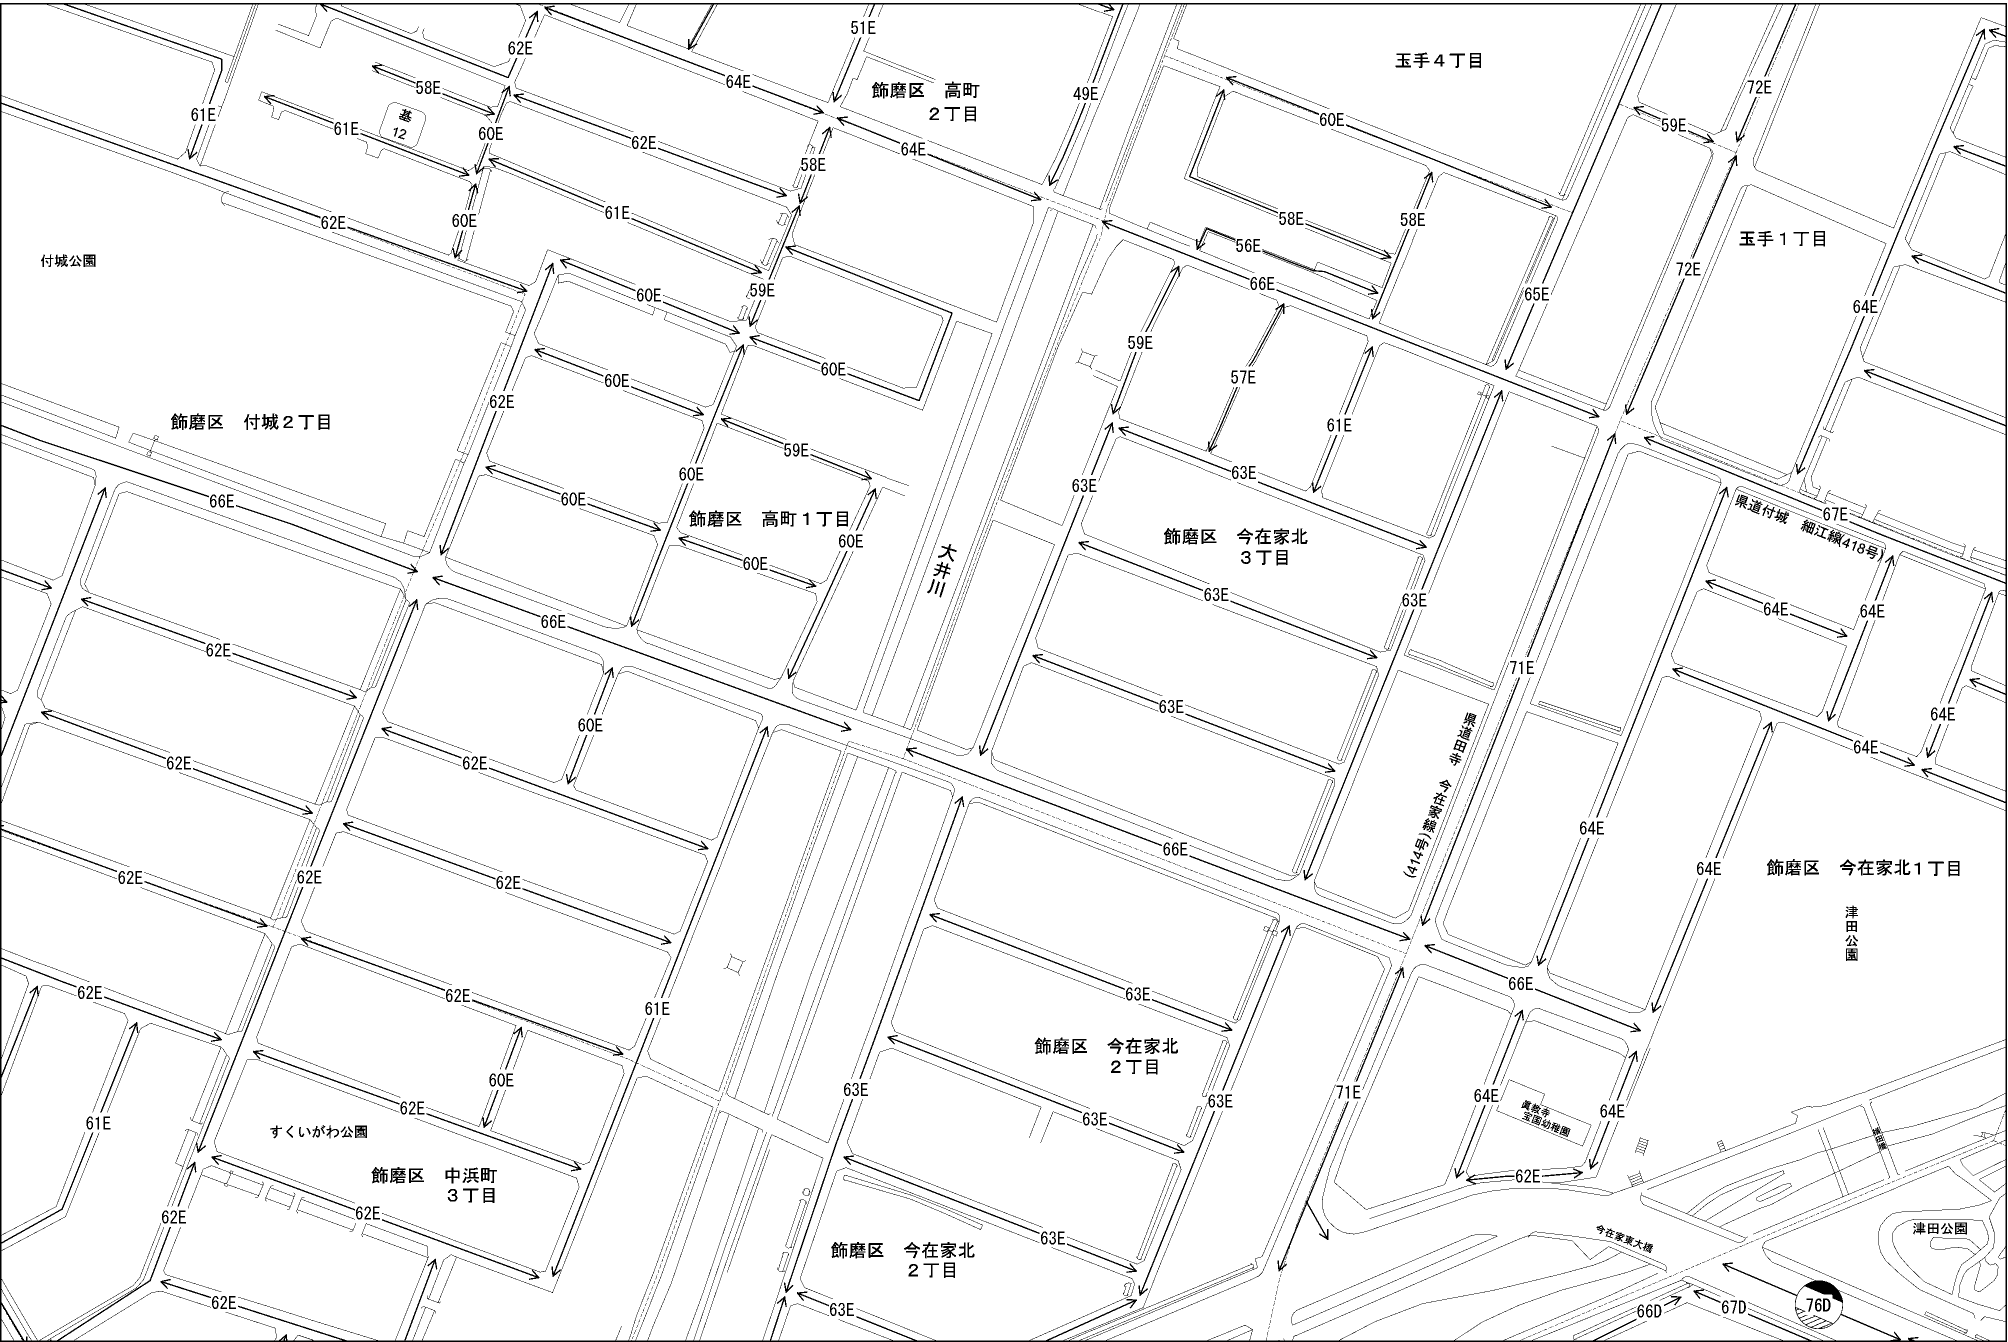 51E
62E
玉手４丁目
64E
58E
飾磨区　高町
２丁目
49E
72E
61E
基
12
61E
60E
62E
60E
59E
64E
58E
62E
60E
61E
58E
58E
56E
玉手１丁目
付城公園
72E
66E
60E
59E
65E
64E
59E
60E
60E
57E
62E
飾磨区　付城２丁目
61E
59E
60E
63E
63E
66E
60E
飾磨区　高町１丁目
県道付城　細江線(418号)
67E
60E
飾磨区　今在家北
３丁目
大井川
60E
63E
63E
64E
64E
66E
62E
71E
63E
60E
64E
64E
県道田寺　今在家線
(414号)
62E
62E
64E
66E
64E
飾磨区　今在家北１丁目
62E
62E
62E
津田公園
62E
62E
63E
66E
61E
飾磨区　今在家北
２丁目
60E
63E
71E
64E
62E
63E
63E
64E
眞教寺
宝国幼稚園
61E
すくいがわ公園
飾磨区　中浜町
３丁目
62E
62E
62E
63E
今在家東大橋
津田公園
飾磨区　今在家北
２丁目
62E
63E
66D
67D
76D